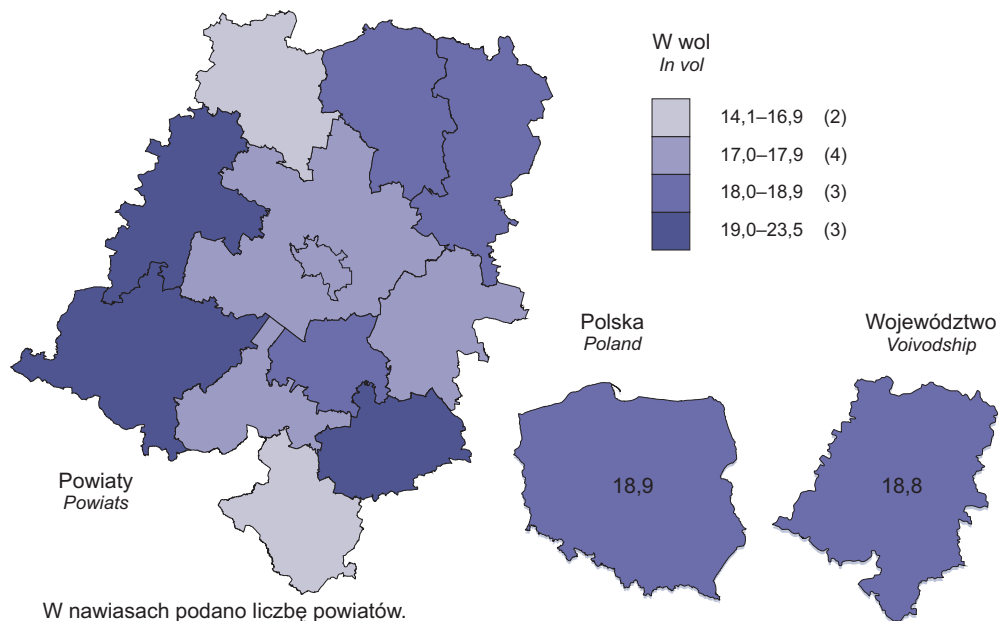 W wol
In vol
14,1–16,9 (2)
17,0–17,9 (4)
18,0–18,9 (3)
19,0–23,5 (3)
Polska
Poland
Województwo
Voivodship
18,9
18,8
Powiaty
Powiats
W nawiasach podano liczbę powiatów.